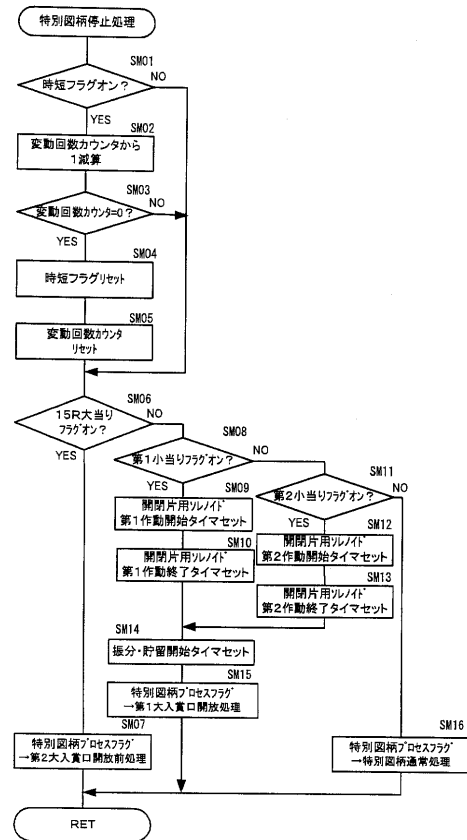 特別図柄停止処理
SM01
時短フラグオン？
NO
YES
SM02
変動回数カウンタから
１減算
SM03
変動回数カウンタ=0？
NO
YES
SM04
時短フラグリセット
SM05
変動回数カウンタ
リセット
SM06
15R大当り
フラグオン？
NO
YES
SM08
第１小当りフラグオン？
NO
YES
SM09
開閉片用ソレノイド
第１作動開始タイマセット
SM10
開閉片用ソレノイド
第１作動終了タイマセット
SM11
第２小当りフラグオン？
NO
YES
SM12
開閉片用ソレノイド
第２作動開始タイマセット
SM13
開閉片用ソレノイド
第２作動終了タイマセット
SM14
振分・貯留開始タイマセット
SM15
特別図柄プロセスフラグ
→第１大入賞口開放処理
SM07
特別図柄プロセスフラグ
→第２大入賞口開放前処理
SM16
特別図柄プロセスフラグ
→特別図柄通常処理
RET